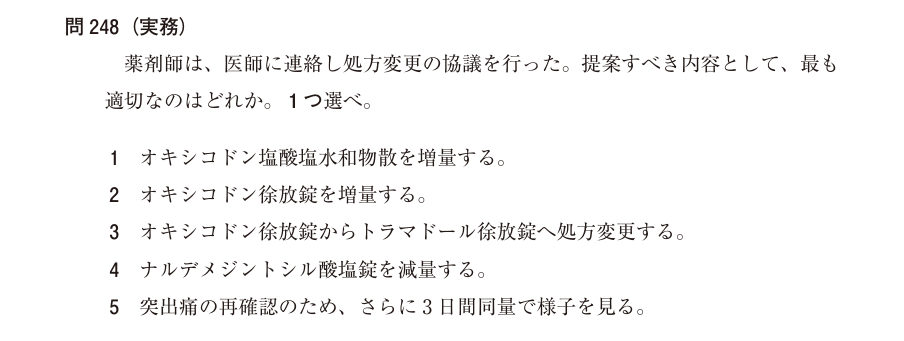 問 248（実務）
薬剤師は、医師に連絡し処方変更の協議を行った。提案すべき内容として、最も
適切なのはどれか。1つ選べ。
1 オキシコドン塩酸塩水和物散を増量する。
2 オキシコドン徐放錠を増量する。
3 オキシコドン徐放錠からトラマドール徐放錠へ処方変更する。
4 ナルデメジントシル酸塩錠を減量する。
5 突出痛の再確認のため、さらに3日間同量で様子を見る。